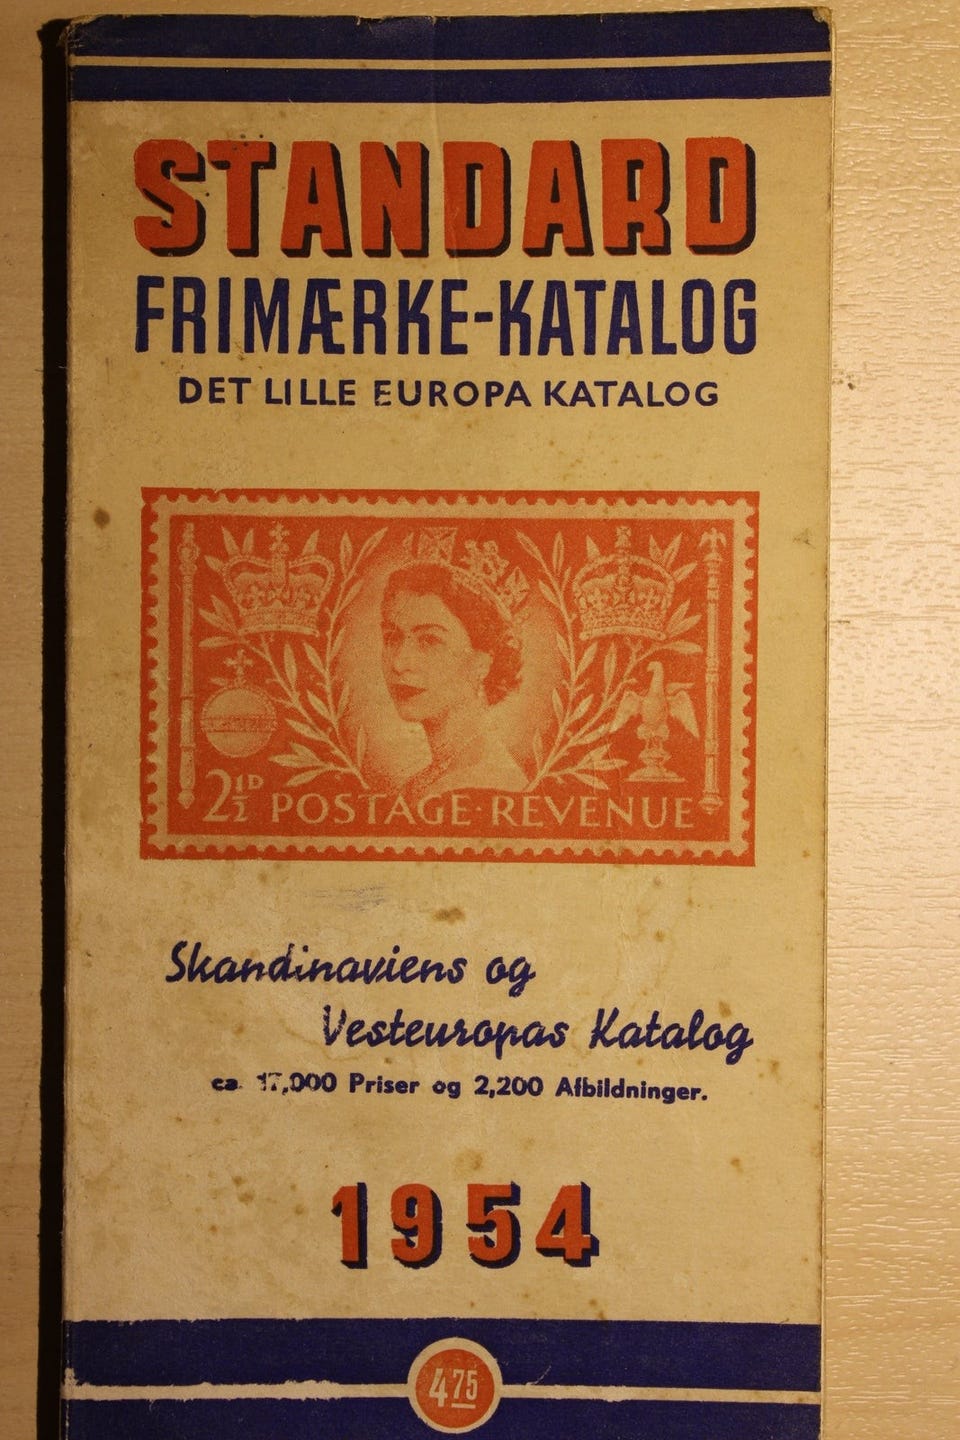 STANDARD
FRIMÆRKE-KATALOG
DET LILLE EUROPA KATALOG
2½D POSTAGE·REVENUE
Skandinaviens og
Vesteuropas Katalog
ca. 17,000 Priser og 2,200 Afbildninger.
1954
4 75